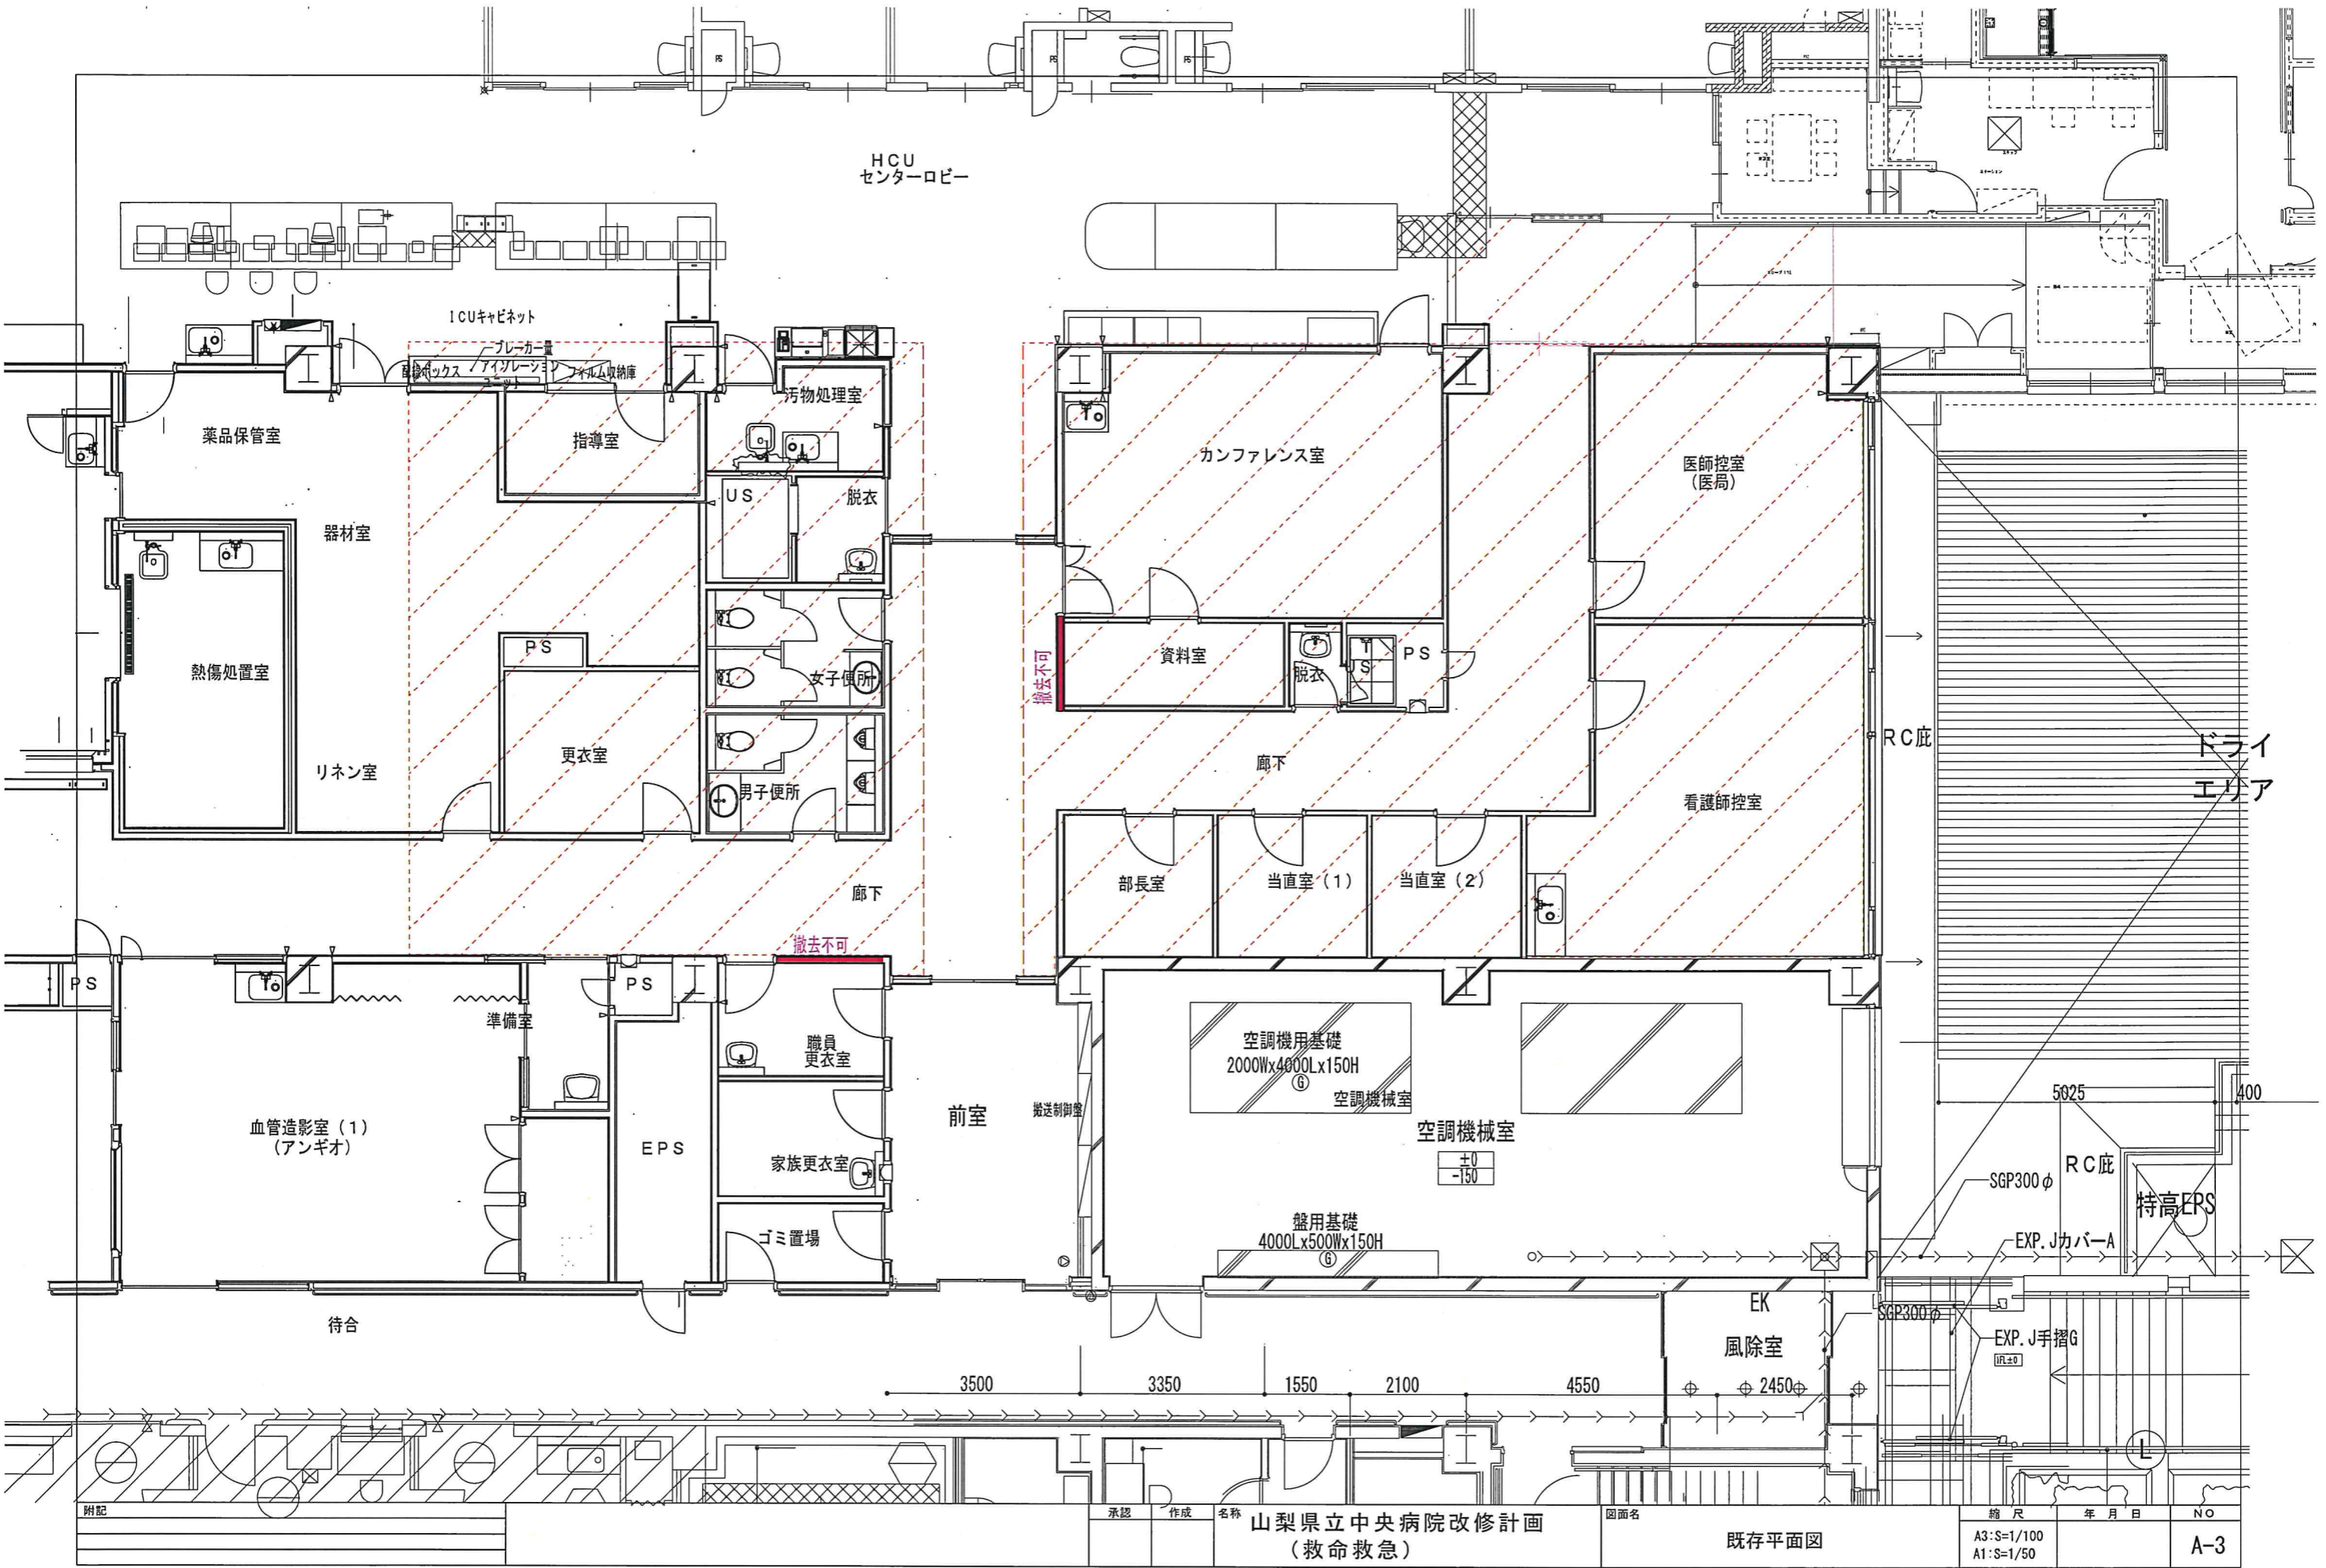 PS
PS
PS
HCU
センターロビー
ICUキャビネット
ブレーカー量
配線ボックス
アイソレーション
ユニット
フィルム収納庫
汚物処理室
薬品保管室
指導室
カンファレンス室
医師控室
(医局)
US
脱衣
器材室
PS
熱傷処置室
女子便所
撤去不可
資料室
脱衣
PS
更衣室
リネン室
男子便所
廊下
RC庇
ドライ
エリア
看護師控室
部長室
当直室(1)
当直室(2)
廊下
撤去不可
PS
PS
準備室
職員
更衣室
空調機用基礎
2000Wx4000Lx150H
G
空調機械室
前室
搬送制御盤
血管造影室(1)
(アンギオ)
EPS
家族更衣室
空調機械室
±0
-150
5025
400
RC庇
SGP300φ
特高EPS
ゴミ置場
盤用基礎
4000Lx500Wx150H
G
EXP.JカバーA
待合
EK
風除室
SGP300φ
EXP.J手摺G
1FL±0
3500
3350
1550
2100
4550
2450
L
附記
承認
作成
名称
山梨県立中央病院改修計画
(救命救急)
図面名
既存平面図
縮尺
A3:S=1/100
A1:S=1/50
年月日
NO
A-3